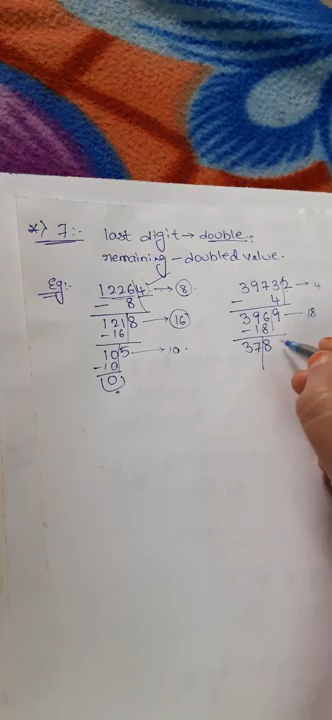 *) 7:- last digit → double.
remaining - doubled value.
Eg:- 12264 → 8 39732 → 4
- 8 - 4
1218 → 16 3969 — 18
- 16 - 18
105 → 10 378
- 10
0